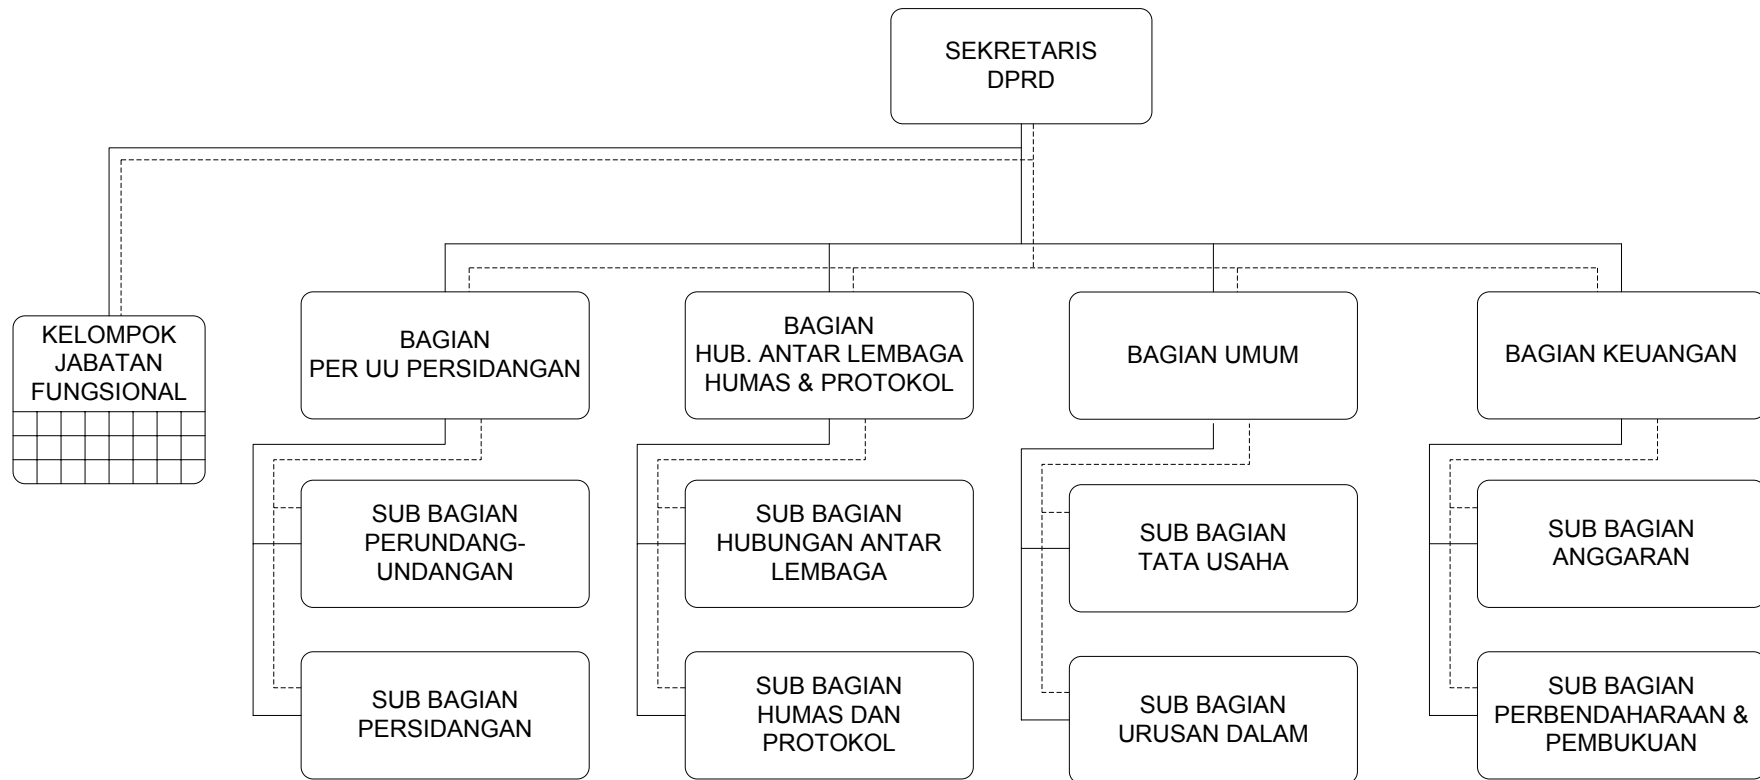 SEKRETARIS
DPRD
KELOMPOK
JABATAN
FUNGSIONAL
BAGIAN
PER UU PERSIDANGAN
BAGIAN
HUB. ANTAR LEMBAGA
HUMAS & PROTOKOL
BAGIAN UMUM
BAGIAN KEUANGAN
SUB BAGIAN
PERUNDANG-
UNDANGAN
SUB BAGIAN
HUBUNGAN ANTAR
LEMBAGA
SUB BAGIAN
TATA USAHA
SUB BAGIAN
ANGGARAN
SUB BAGIAN
PERSIDANGAN
SUB BAGIAN
HUMAS DAN
PROTOKOL
SUB BAGIAN
URUSAN DALAM
SUB BAGIAN
PERBENDAHARAAN &
PEMBUKUAN